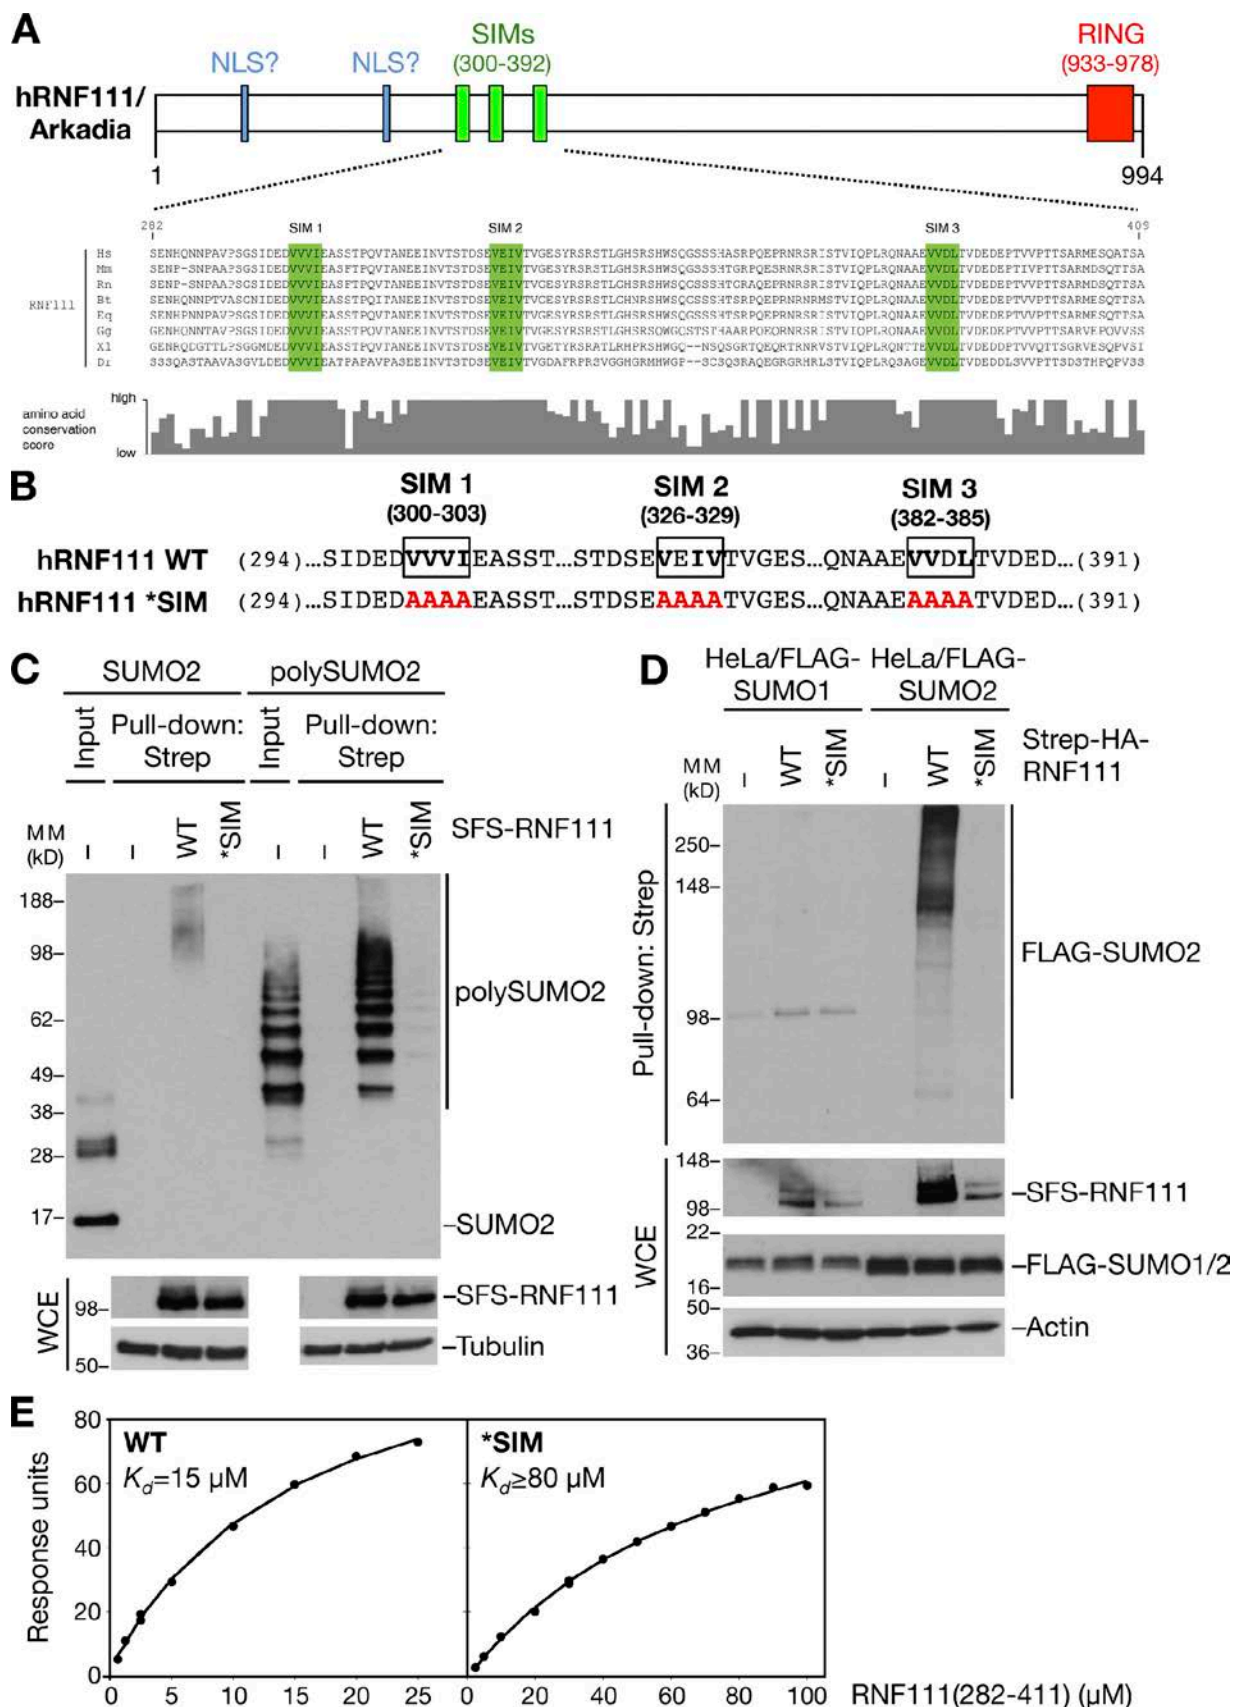 A
SIMs
(300-392)
RING
(933-978)
NLS?
NLS?
hRNF111/
Arkadia
1
994
282
SIM 1
SIM 2
SIM 3
409
RNF111
Hs
Mm
Rn
Bt
Eq
Gg
Xl
Dr
amino acid
conservation
score
high
low
B
SIM 1
(300-303)
SIM 2
(326-329)
SIM 3
(382-385)
hRNF111 WT (294)…SIDEDVVVIEASST…STDSEVEIVTVGES…QNAAEVVDLTVDED…(391)
hRNF111 *SIM (294)…SIDEDAAAAEASST…STDSEAAAATVGES…QNAAEAAAATVDED…(391)
C
SUMO2
polySUMO2
Input
Pull-down:
Strep
Input
Pull-down:
Strep
MM
(kD)
– – WT *SIM – – WT *SIM
SFS-RNF111
188–
98–
62–
49–
38–
28–
17–
polySUMO2
–SUMO2
WCE
98–
50–
–SFS-RNF111
–Tubulin
D
HeLa/FLAG-
SUMO1
HeLa/FLAG-
SUMO2
MM
(kD)
– WT *SIM – WT *SIM
Strep-HA-
RNF111
Pull-down: Strep
250–
148–
98–
64–
FLAG-SUMO2
WCE
148–
98–
–SFS-RNF111
22–
16–
–FLAG-SUMO1/2
50–
36–
–Actin
E
Response units
80
60
40
20
0
WT
Kd=15 µM
*SIM
Kd≥80 µM
0 5 10 15 20 25
0 20 40 60 80 100
RNF111(282-411) (µM)